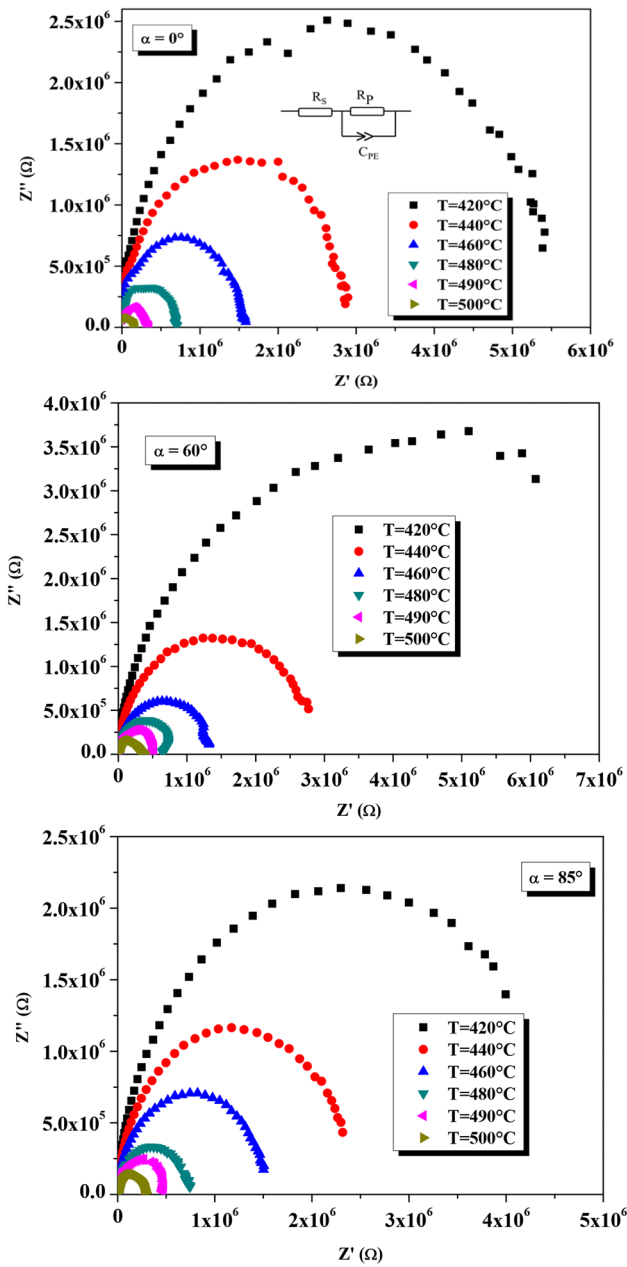 α = 0°
2.5x10⁶
2.0x10⁶
1.5x10⁶
1.0x10⁶
5.0x10⁵
0.0
Z'' (Ω)
R_S
R_P
C_PE
T=420°C
T=440°C
T=460°C
T=480°C
T=490°C
T=500°C
0 1x10⁶ 2x10⁶ 3x10⁶ 4x10⁶ 5x10⁶ 6x10⁶
Z' (Ω)
4.0x10⁶
3.5x10⁶
3.0x10⁶
2.5x10⁶
2.0x10⁶
1.5x10⁶
1.0x10⁶
5.0x10⁵
0.0
Z'' (Ω)
α = 60°
T=420°C
T=440°C
T=460°C
T=480°C
T=490°C
T=500°C
0 1x10⁶ 2x10⁶ 3x10⁶ 4x10⁶ 5x10⁶ 6x10⁶ 7x10⁶
Z' (Ω)
2.5x10⁶
2.0x10⁶
1.5x10⁶
1.0x10⁶
5.0x10⁵
0.0
Z'' (Ω)
α = 85°
T=420°C
T=440°C
T=460°C
T=480°C
T=490°C
T=500°C
0 1x10⁶ 2x10⁶ 3x10⁶ 4x10⁶ 5x10⁶
Z' (Ω)